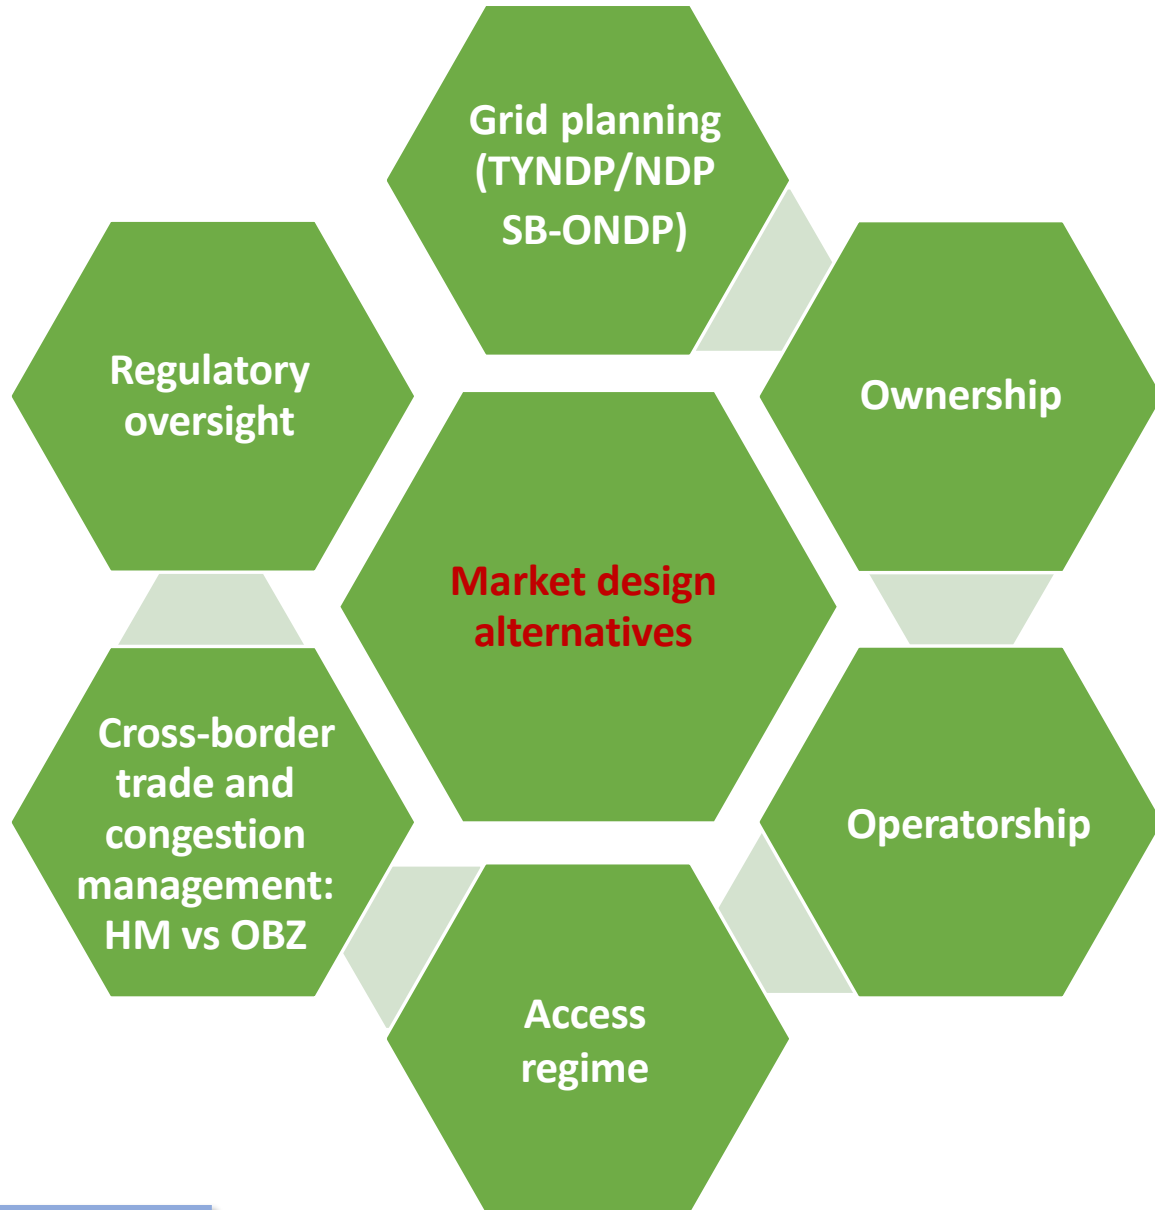 Grid planning
(TYNDP/NDP
SB-ONDP)
Ownership
Operatorship
Access
regime
Cross-border
trade and
congestion
management:
HM vs OBZ
Regulatory
oversight
Market design
alternatives